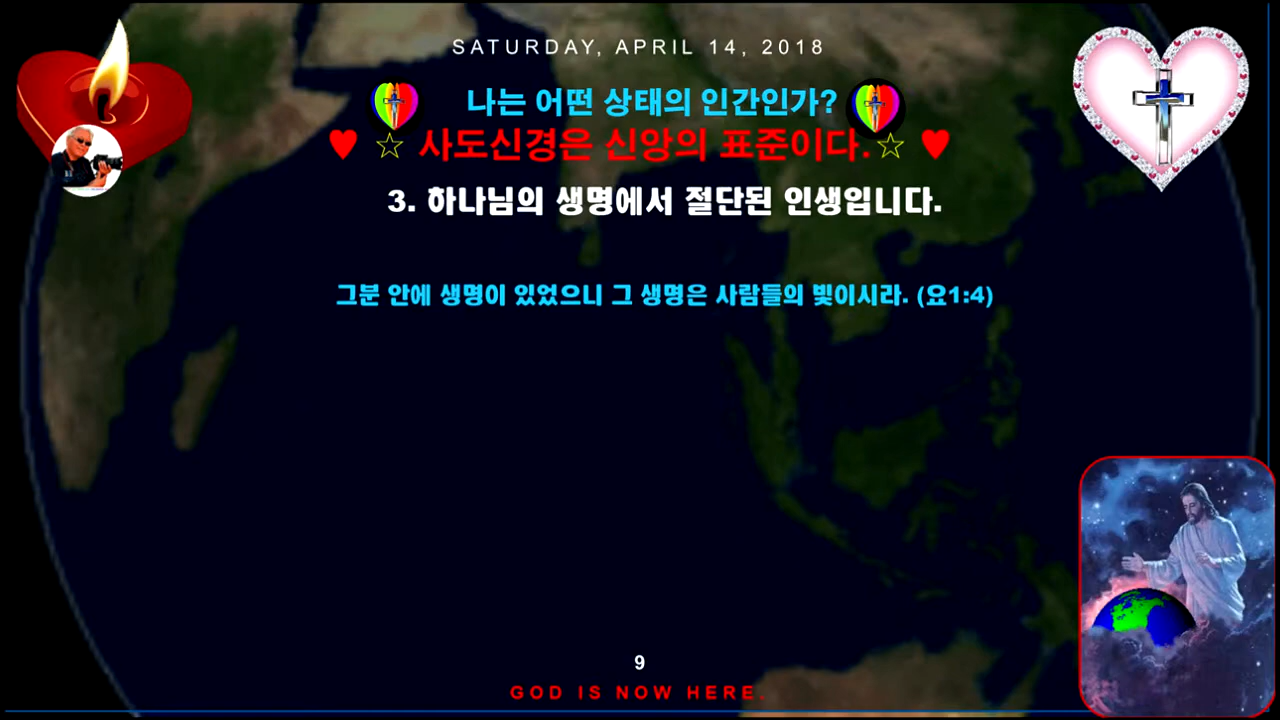 SATURDAY, APRIL 14, 2018
나는 어떤 상태의 인간인가?
♥ ☆ 사도신경은 신앙의 표준이다.☆ ♥
3. 하나님의 생명에서 절단된 인생입니다.
그분 안에 생명이 있었으니 그 생명은 사람들의 빛이시라. (요1:4)
9
GOD IS NOW HERE.